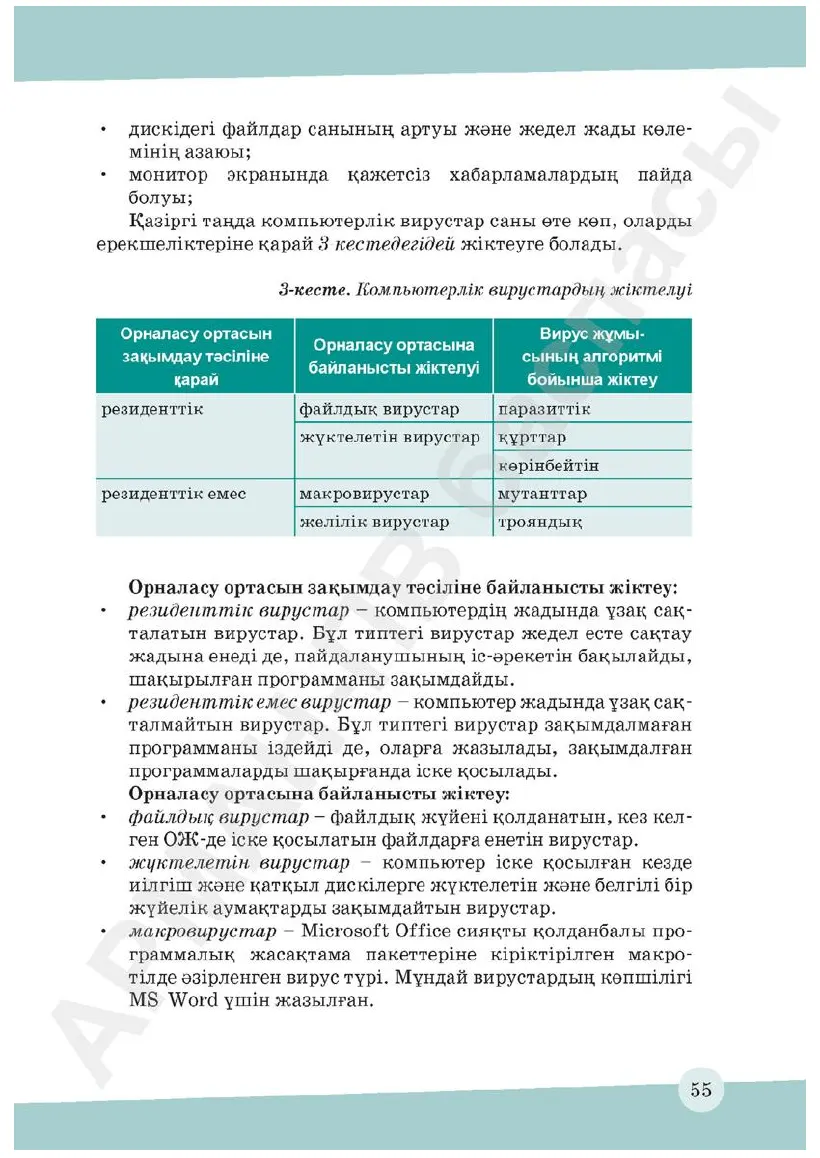 • дискідегі файлдар санының артуы және жедел жады көле-
мінің азаюы;
• монитор экранында қажетсіз хабарламалардың пайда
болуы;
Қазіргі таңда компьютерлік вирустар саны өте көп, оларды
ерекшеліктеріне қарай 3 кестедегідей жіктеуге болады.
3-кесте. Компьютерлік вирустардың жіктелуі
Орналасу ортасын
зақымдау тәсіліне
қарай
Орналасу ортасына
байланысты жіктелуі
Вирус жұмы-
сының алгоритмі
бойынша жіктеу
резиденттік
файлдық вирустар
паразиттік
жүктелетін вирустар
құрттар
көрінбейтін
резиденттік емес
макровирустар
мутанттар
желілік вирустар
трояндық
Орналасу ортасын зақымдау тәсіліне байланысты жіктеу:
• резиденттік вирустар – компьютердің жадында ұзақ сақ-
талатын вирустар. Бұл типтегі вирустар жедел есте сақтау
жадына енеді де, пайдаланушының іс-әрекетін бақылайды,
шақырылған программаны зақымдайды.
• резиденттік емес вирустар – компьютер жадында ұзақ сақ-
талмайтын вирустар. Бұл типтегі вирустар зақымдалмаған
программаны іздейді де, оларға жазылады, зақымдалған
программаларды шақырғанда іске қосылады.
Орналасу ортасына байланысты жіктеу:
• файлдық вирустар – файлдық жүйені қолданатын, кез кел-
ген ОЖ-де іске қосылатын файлдарға енетін вирустар.
• жүктелетін вирустар – компьютер іске қосылған кезде
иілгіш және қатқыл дискілерге жүктелетін және белгілі бір
жүйелік аумақтарды зақымдайтын вирустар.
• макровирустар – Microsoft Office сияқты қолданбалы про-
граммалық жасақтама пакеттеріне кіріктірілген макро-
тілде әзірленген вирус түрі. Мұндай вирустардың көпшілігі
MS Word үшін жазылған.
55
АРМАН-ПВ баспасы